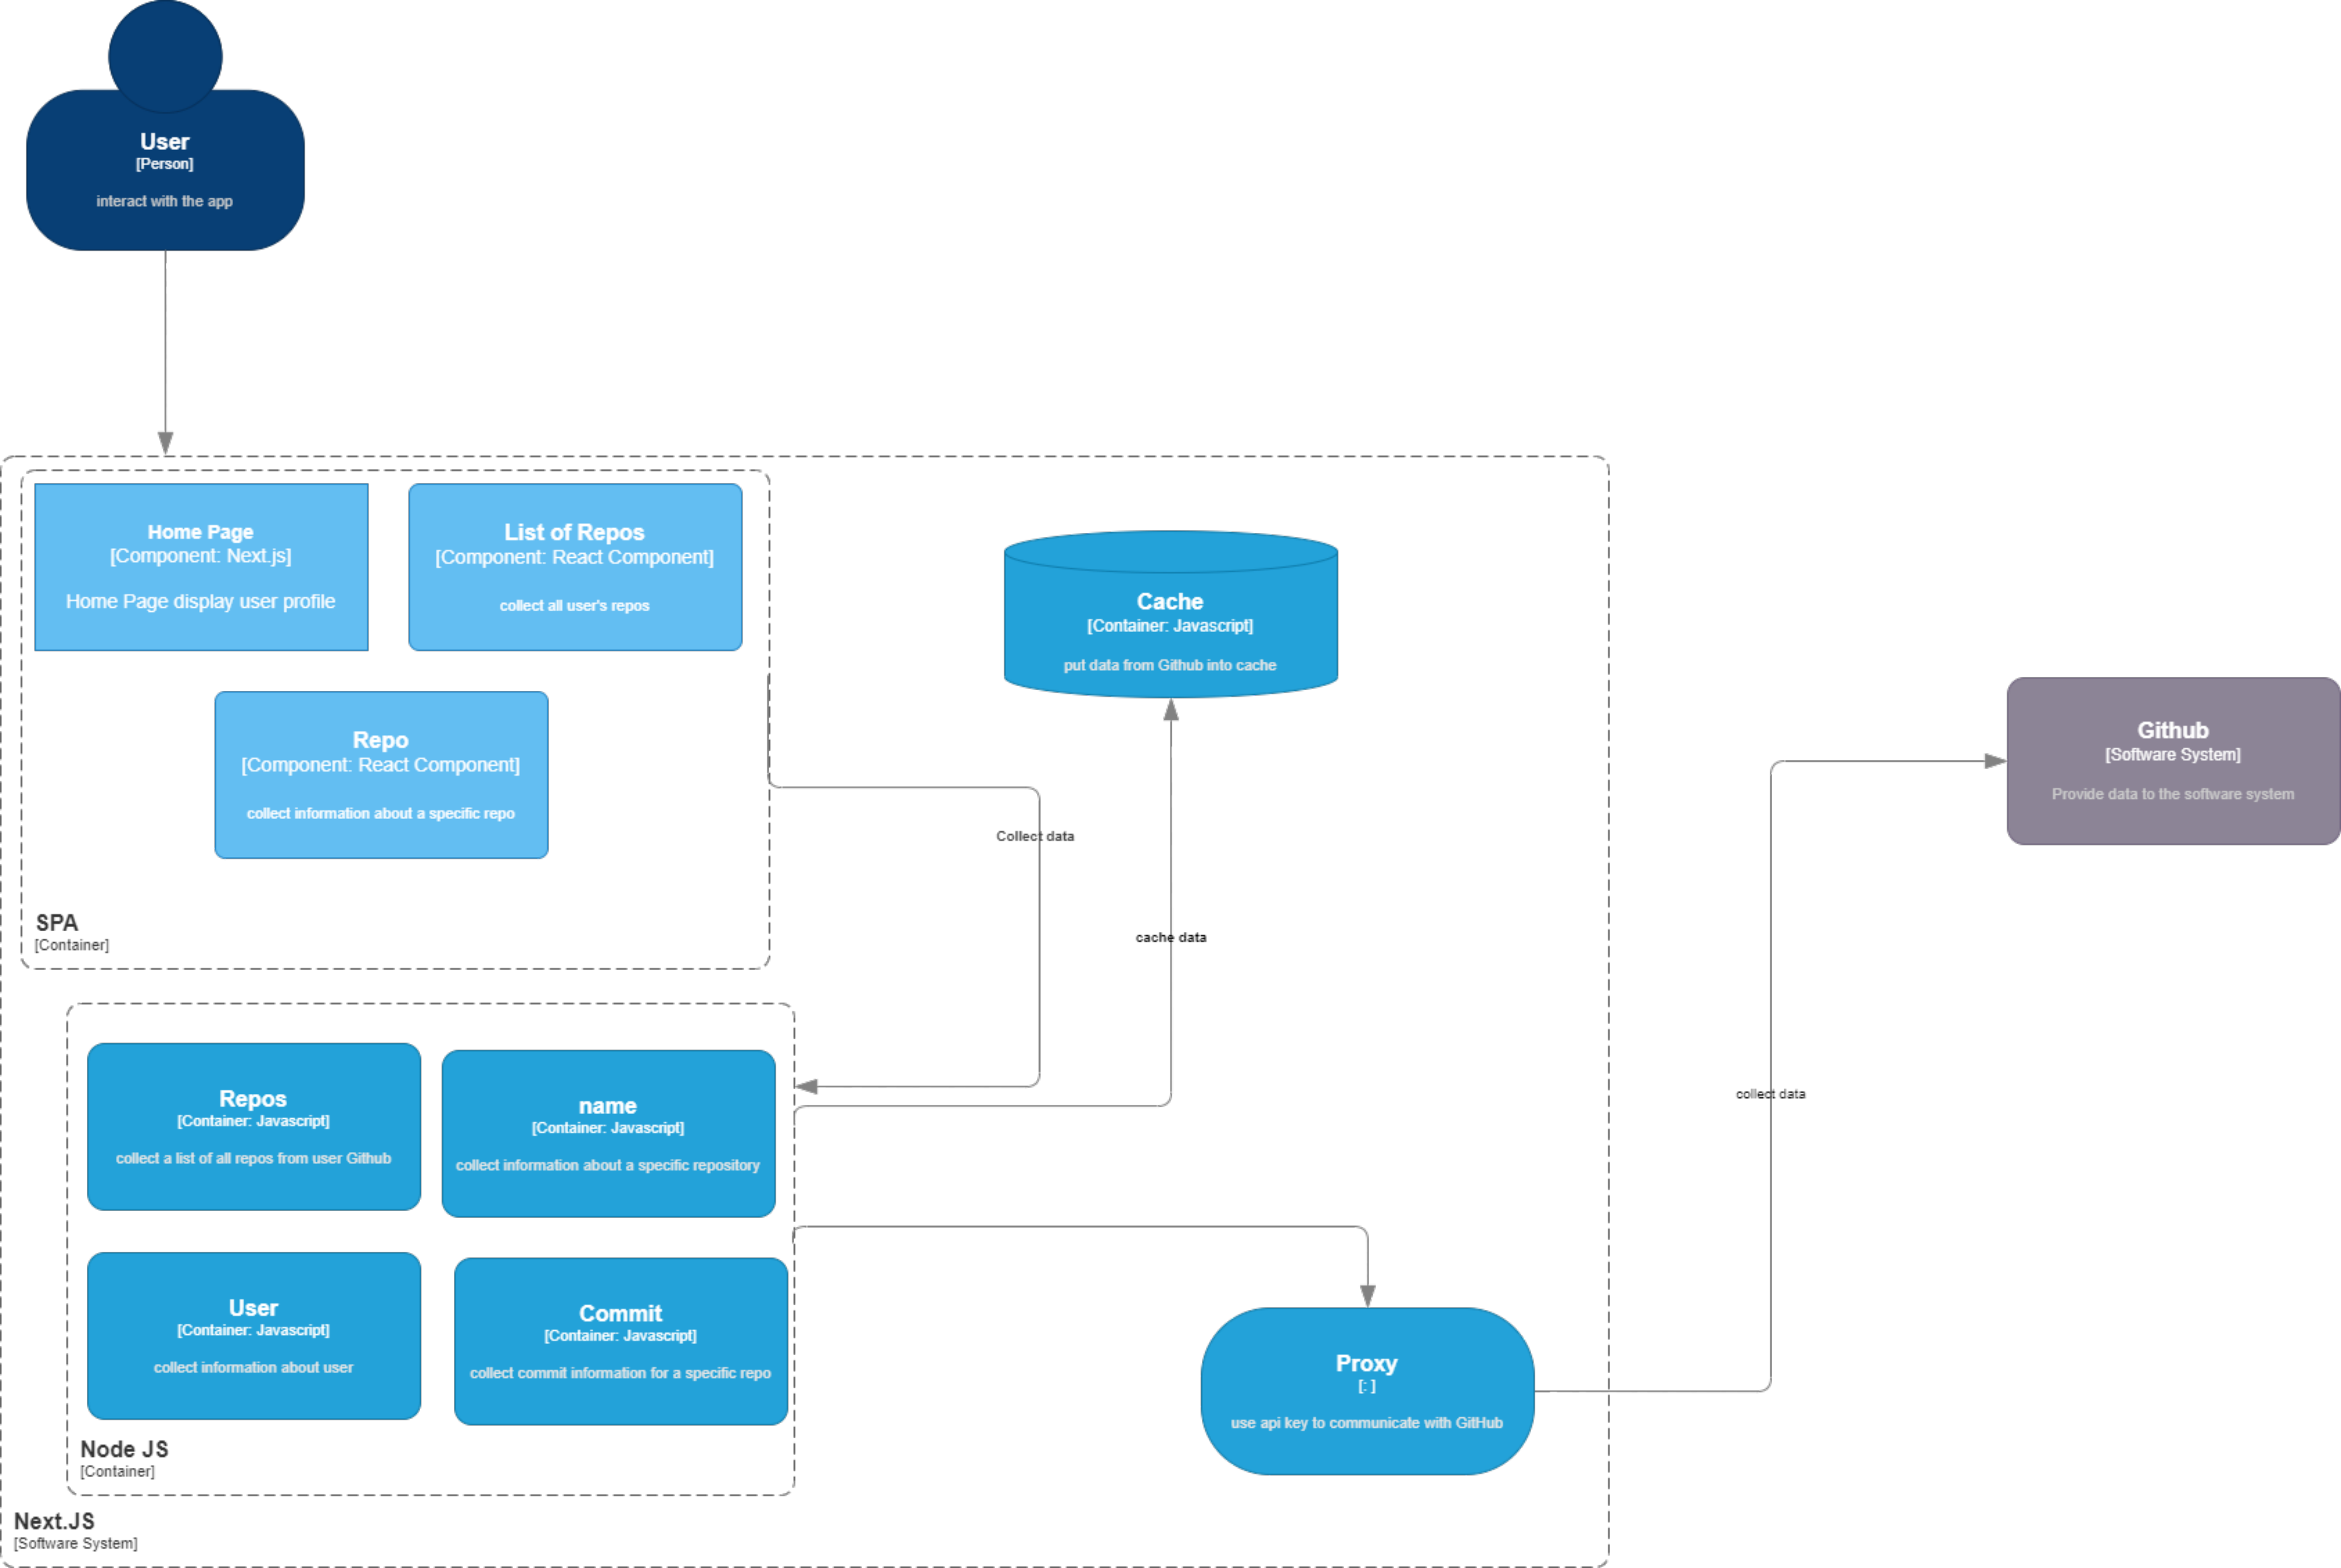 User
[Person]
interact with the app
Home Page
[Component: Next.js]
Home Page display user profile
List of Repos
[Component: React Component]
collect all user's repos
Repo
[Component: React Component]
collect information about a specific repo
SPA
[Container]
Cache
[Container: Javascript]
put data from Github into cache
Github
[Software System]
Provide data to the software system
Collect data
cache data
collect data
Repos
[Container: Javascript]
collect a list of all repos from user Github
name
[Container: Javascript]
collect information about a specific repository
User
[Container: Javascript]
collect information about user
Commit
[Container: Javascript]
collect commit information for a specific repo
Node JS
[Container]
Proxy
[: ]
use api key to communicate with GitHub
Next.JS
[Software System]